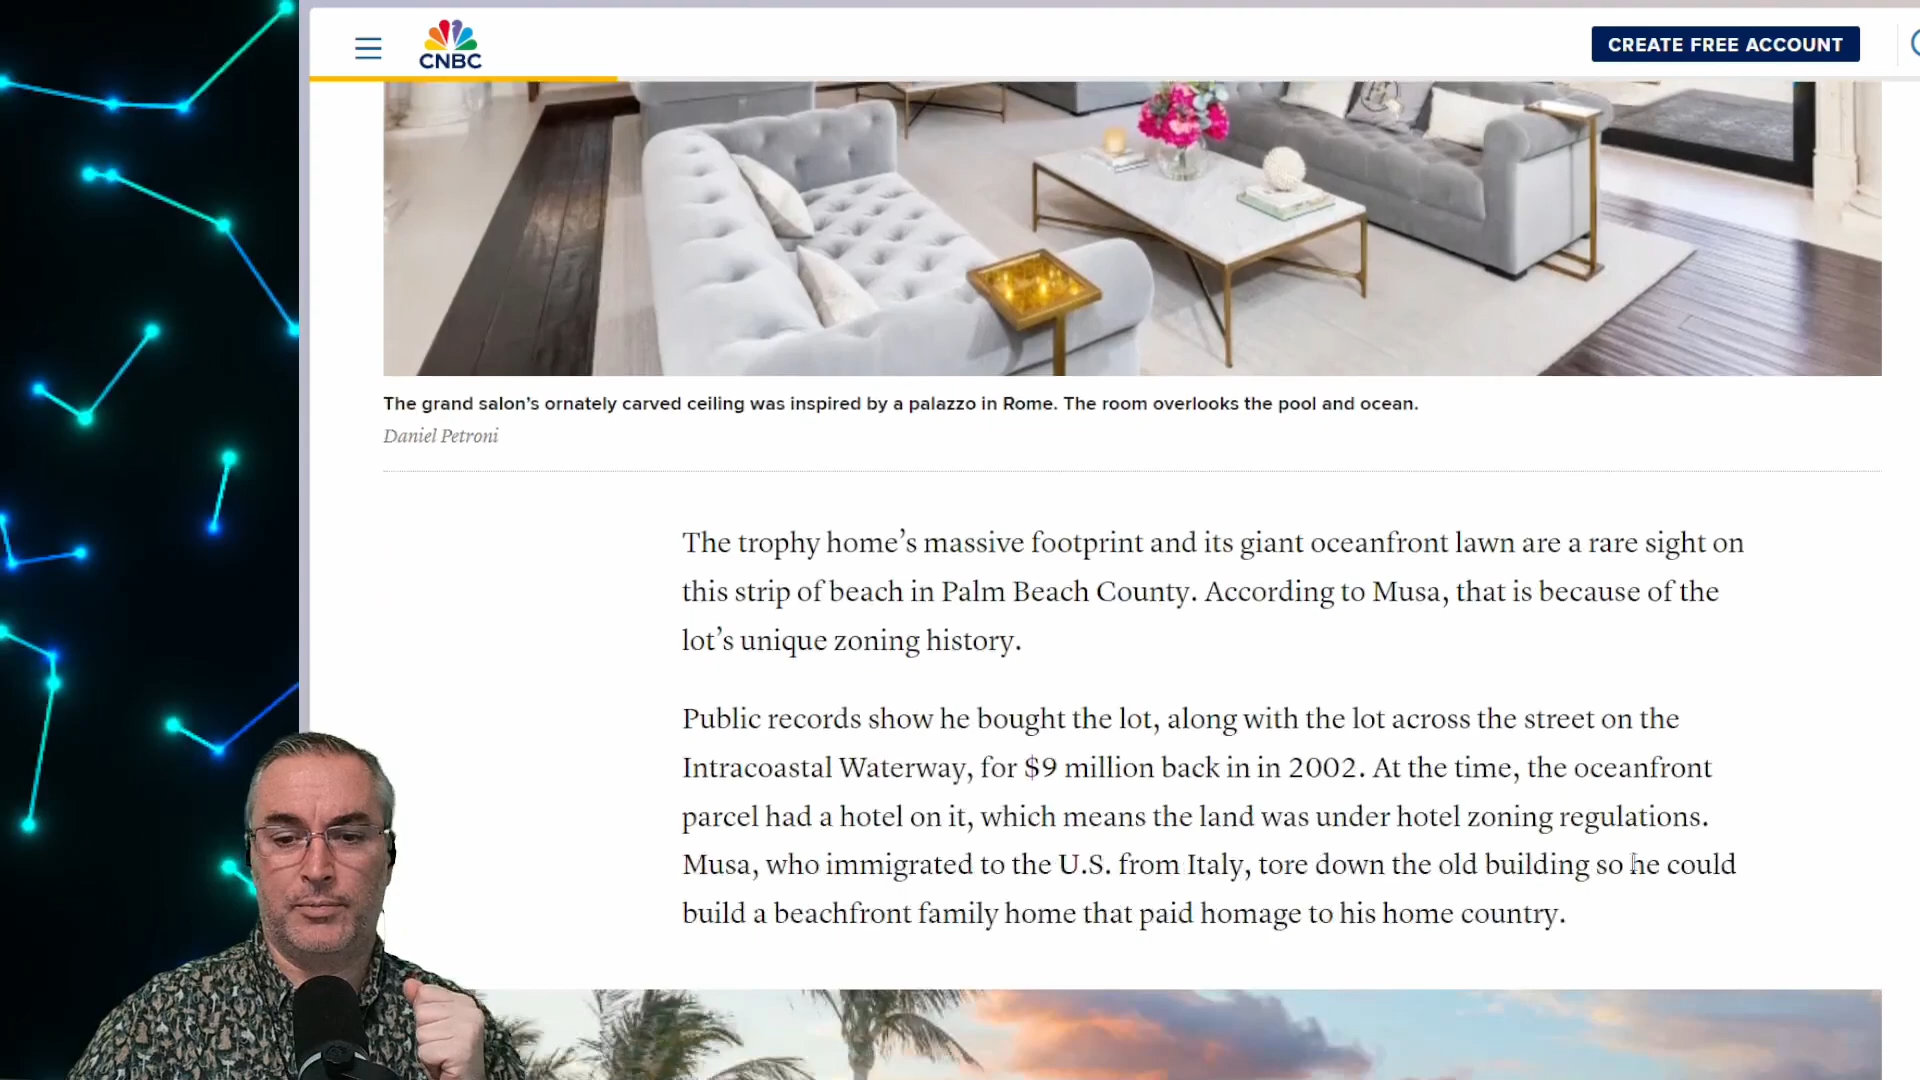 CNBC
CREATE FREE ACCOUNT
The grand salon's ornately carved ceiling was inspired by a palazzo in Rome. The room overlooks the pool and ocean.
Daniel Petroni
The trophy home's massive footprint and its giant oceanfront lawn are a rare sight on
this strip of beach in Palm Beach County. According to Musa, that is because of the
lot's unique zoning history.
Public records show he bought the lot, along with the lot across the street on the
Intracoastal Waterway, for $9 million back in in 2002. At the time, the oceanfront
parcel had a hotel on it, which means the land was under hotel zoning regulations.
Musa, who immigrated to the U.S. from Italy, tore down the old building so he could
build a beachfront family home that paid homage to his home country.